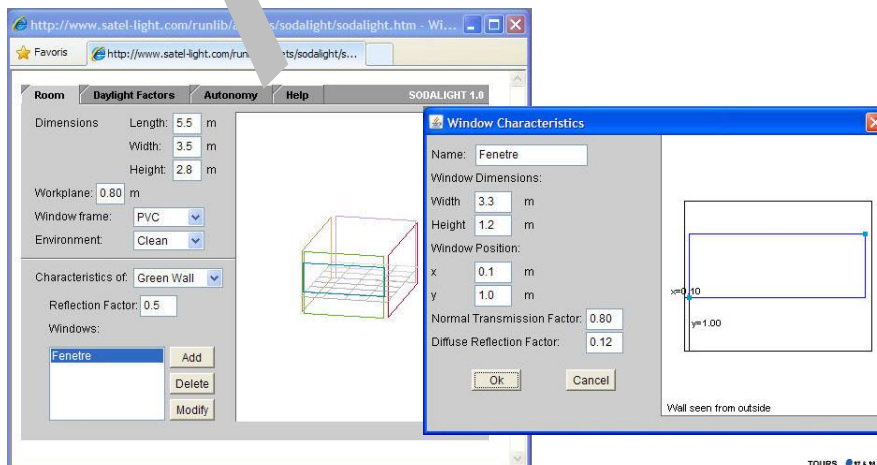 http://www.satel-light.com/runlib/ s/sodalight/sodalight.htm - Wi...
Favoris http://www.satel-light.com/run ets/sodalight/s...
Room Daylight Factors Autonomy Help SODALIGHT 1.0
Dimensions Length: 5.5 m
Width: 3.5 m
Height: 2.8 m
Workplane: 0.80 m
Window frame: PVC
Environment: Clean
Characteristics of: Green Wall
Reflection Factor: 0.5
Windows:
Fenetre
Add
Delete
Modify
Window Characteristics
Name: Fenetre
Window Dimensions:
Width 3.3 m
Height 1.2 m
Window Position:
x 0.1 m
y 1.0 m
Normal Transmission Factor: 0.80
Diffuse Reflection Factor: 0.12
Ok Cancel
x=0.10
y=1.00
Wall seen from outside
TOURS